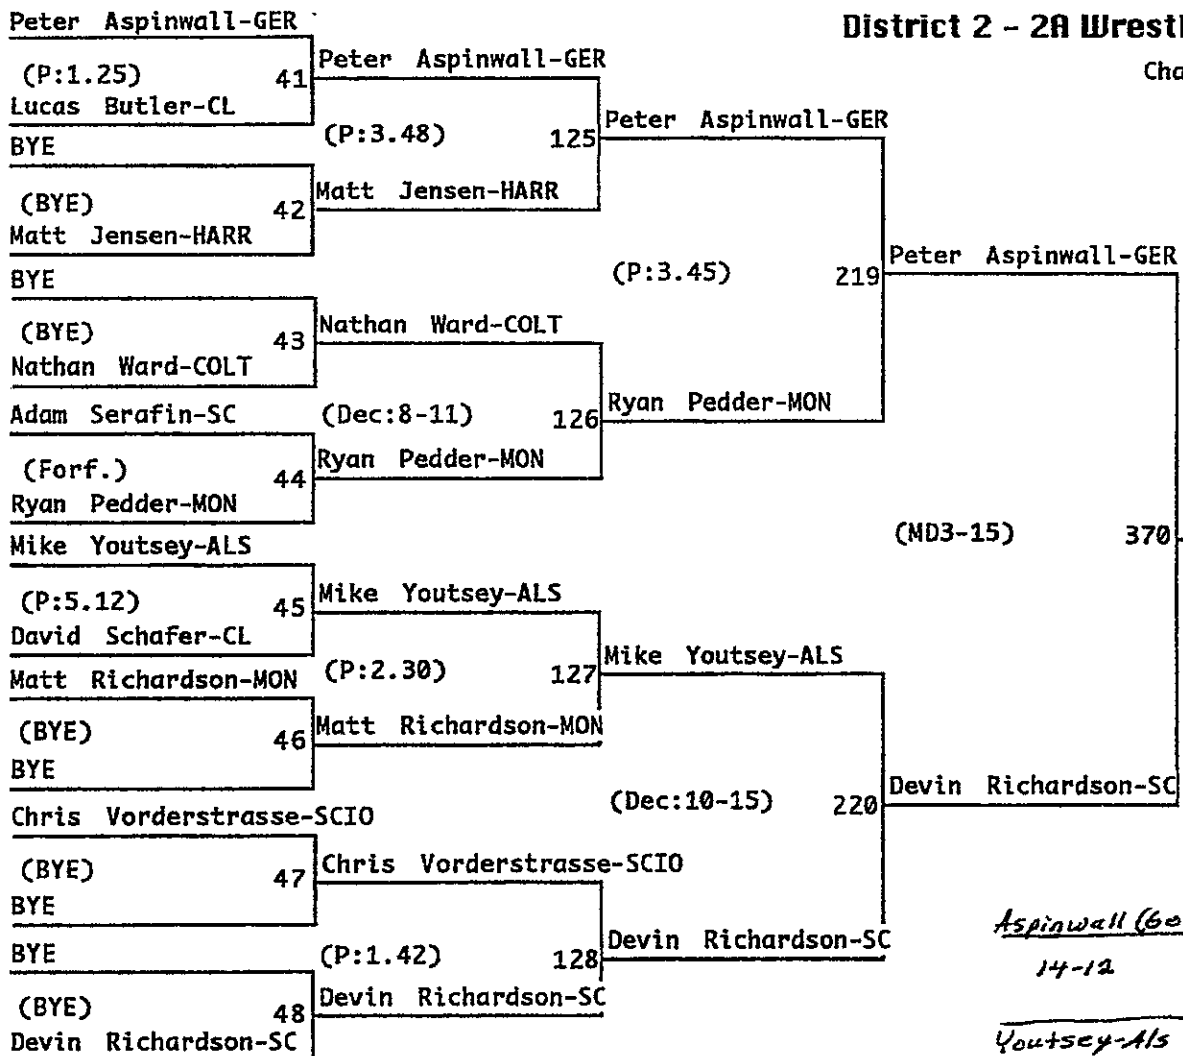 Peter Aspinwall-GER
District 2 - 2A
(P:1.25) 41 Peter Aspinwall-GER
Lucas Butler-CL
BYE (P:3.48) 125 Peter Aspinwall-GER
(BYE) 42 Matt Jensen-HARR
Matt Jensen-HARR
BYE (P:3.45) 219 Peter Aspinwall-GER
(BYE) 43 Nathan Ward-COLT
Nathan Ward-COLT
Adam Serafin-SC (Dec:8-11) 126 Ryan Pedder-MON
(Forf.) 44 Ryan Pedder-MON
Ryan Pedder-MON
Mike Youtsey-ALS (MD3-15) 370
(P:5.12) 45 Mike Youtsey-ALS
David Schafer-CL
Matt Richardson-MON (P:2.30) 127 Mike Youtsey-ALS
(BYE) 46 Matt Richardson-MON
BYE
Chris Vorderstrasse-SCIO (Dec:10-15) 220 Devin Richardson-SC
(BYE) 47 Chris Vorderstrasse-SCIO
BYE
BYE (P:1.42) 128 Devin Richardson-SC
(BYE) 48 Devin Richardson-SC
Devin Richardson-SC
Aspinwall
14-12
Youtsey-Als